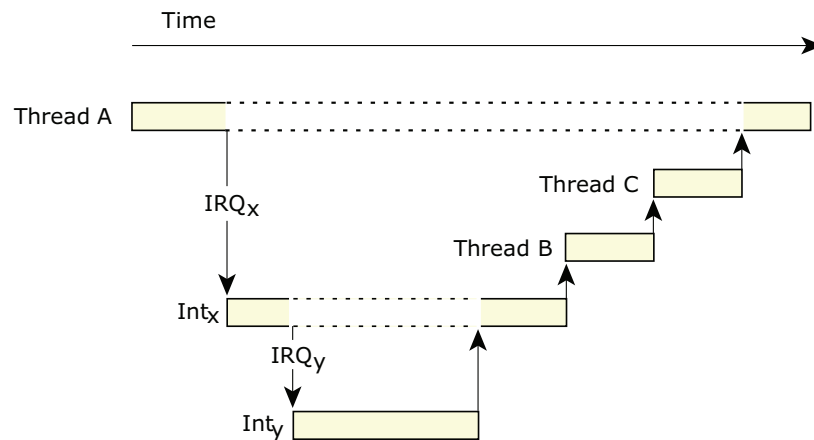 Time
Thread A
Thread C
IRQx
Thread B
Intx
IRQy
Inty